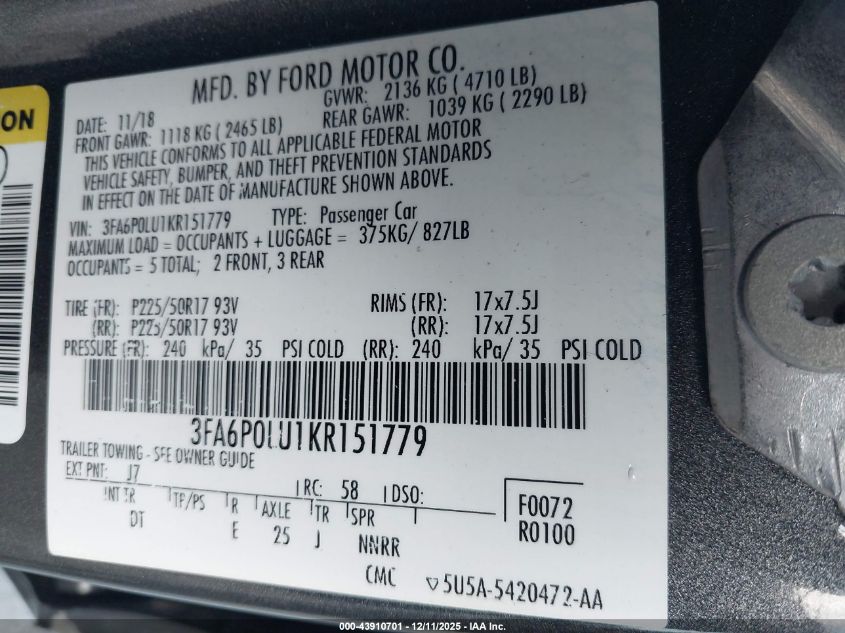 ON
MFD. BY FORD MOTOR CO.
DATE: 11/18 GVWR: 2136 KG ( 4710 LB)
FRONT GAWR: 1118 KG ( 2465 LB) REAR GAWR: 1039 KG ( 2290 LB)
THIS VEHICLE CONFORMS TO ALL APPLICABLE FEDERAL MOTOR
VEHICLE SAFETY, BUMPER, AND THEFT PREVENTION STANDARDS
IN EFFECT ON THE DATE OF MANUFACTURE SHOWN ABOVE.
VIN: 3FA6P0LU1KR151779 TYPE: Passenger Car
MAXIMUM LOAD = OCCUPANTS + LUGGAGE = 375KG/ 827LB
OCCUPANTS = 5 TOTAL; 2 FRONT, 3 REAR
TIRE (FR): P225/50R17 93V RIMS (FR): 17x7.5J
(RR): P225/50R17 93V (RR): 17x7.5J
PRESSURE (FR): 240 kPa/ 35 PSI COLD (RR): 240 kPa/ 35 PSI COLD
3FA6P0LU1KR151779
TRAILER TOWING - SEE OWNER GUIDE
EXT PNT: J7 RC: 58 DSO:
INT TR TP/PS R AXLE TR SPR F0072
DT E 25 J NNRR R0100
CMC 5U5A-5420472-AA
000-43910701 - 12/11/2025 - IAA Inc.